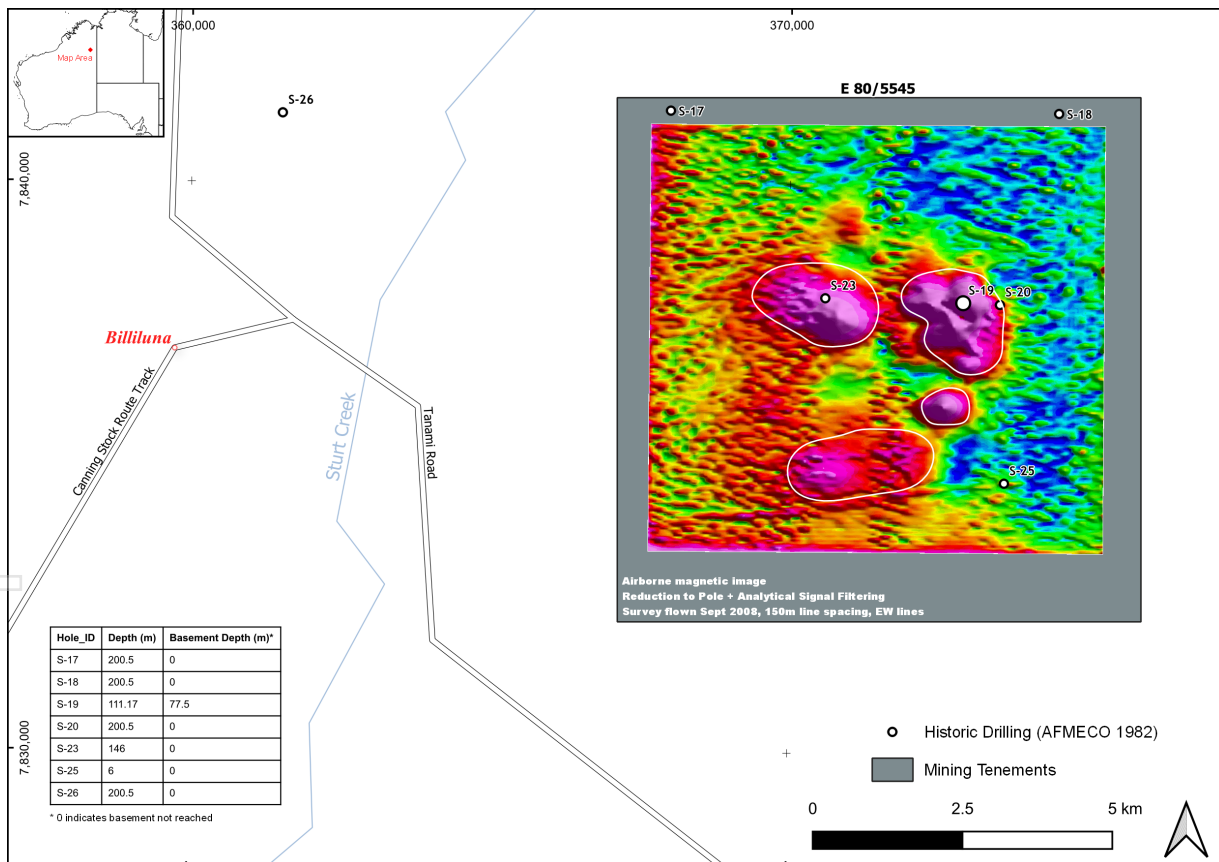 360,000
370,000
Map Area
S-26
E 80/5545
S-17
S-18
7,840,000
S-23
S-19
S-20
Billiluna
Canning Stock Route Track
Sturt Creek
Tanami Road
S-25
Airborne magnetic image
Reduction to Pole + Analytical Signal Filtering
Survey flown Sept 2008, 150m line spacing, EW lines
Hole_ID Depth (m) Basement Depth (m)*
S-17 200.5 0
S-18 200.5 0
S-19 111.17 77.5
S-20 200.5 0
S-23 146 0
S-25 6 0
S-26 200.5 0
* 0 indicates basement not reached
7,830,000
Historic Drilling (AFMECO 1982)
Mining Tenements
0 2.5 5 km